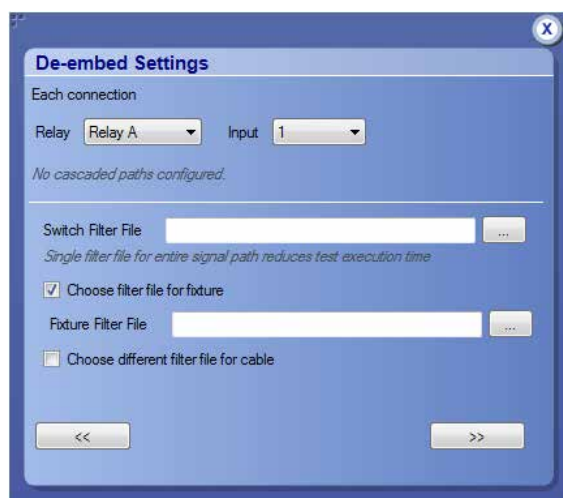 X
De-embed Settings
Each connection
Relay Relay A Input 1
No cascaded paths configured.
Switch Filter File ...
Single filter file for entire signal path reduces test execution time
Choose filter file for fixture
Fixture Filter File ...
Choose different filter file for cable
<< >>